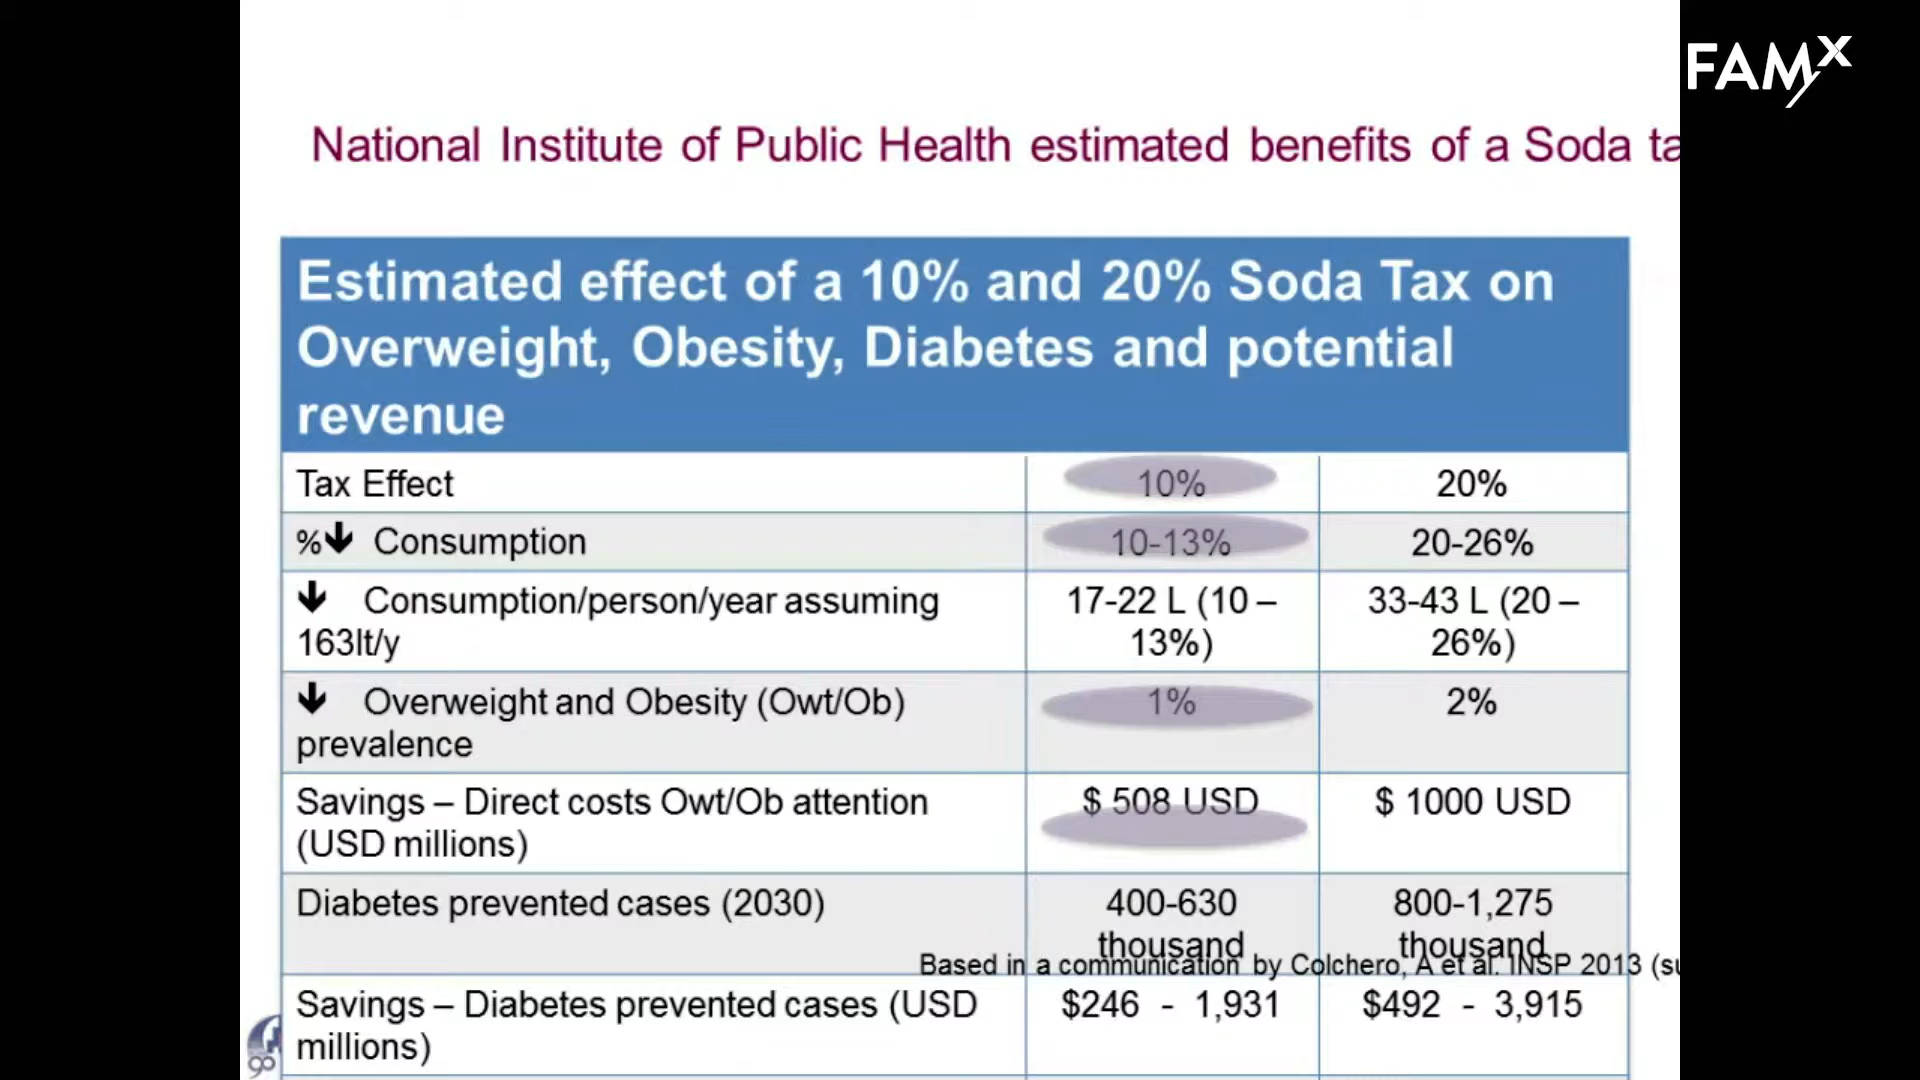 FAMX
National Institute of Public Health estimated benefits of a Soda ta
Estimated effect of a 10% and 20% Soda Tax on
Overweight, Obesity, Diabetes and potential
revenue
Tax Effect 10% 20%
%↓ Consumption 10-13% 20-26%
↓ Consumption/person/year assuming 17-22 L (10 – 33-43 L (20 –
163lt/y 13%) 26%)
↓ Overweight and Obesity (Owt/Ob) 1% 2%
prevalence
Savings – Direct costs Owt/Ob attention $ 508 USD $ 1000 USD
(USD millions)
Diabetes prevented cases (2030) 400-630 800-1,275
thousand thousand
Based in a communication by Colchero, A et al. INSP 2013 (su
Savings – Diabetes prevented cases (USD $246 - 1,931 $492 - 3,915
millions)
90